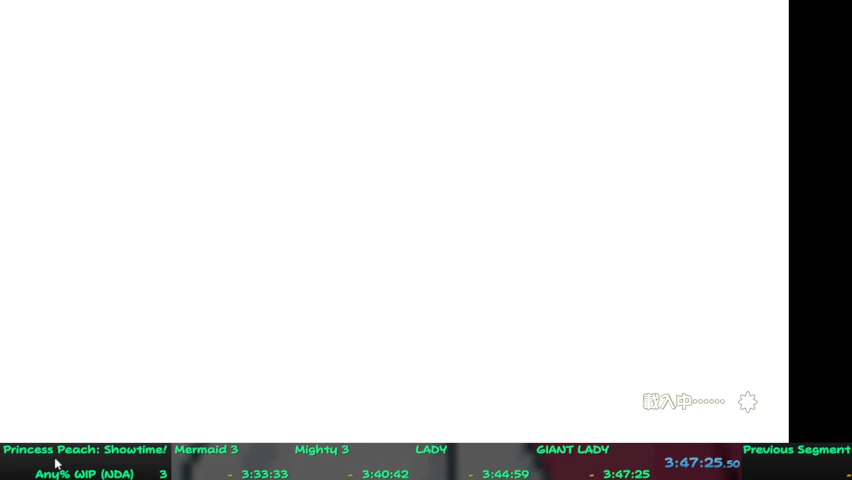 載入中……
Princess Peach: Showtime! Mermaid 3 Mighty 3 LADY GIANT LADY 3:47:25.50 Previous Segment
Any% WIP (NDA) 3 - 3:33:33 - 3:40:42 - 3:44:59 - 3:47:25 -